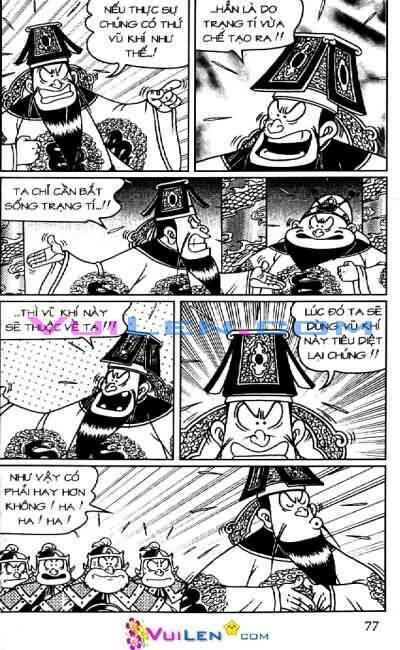 NẾU THỰC SỰ
CHÚNG CÓ THỨ
VŨ KHÍ NHƯ
THẾ...!
...HẲN LÀ DO
TRẠNG TÍ VỪA
CHẾ TẠO RA!!
TA CHỈ CẦN BẮT
SỐNG TRẠNG TÍ...!!
...THÌ VŨ KHÍ NÀY
SẼ THUỘC VỀ TA!!!
LÚC ĐÓ TA SẼ
DÙNG VŨ KHÍ
NÀY TIÊU DIỆT
LẠI CHÚNG!!
VUILEN.COM
NHƯ VẬY CÓ
PHẢI HAY HƠN
KHÔNG! HA!
HA! HA!
77
VUILEN.COM